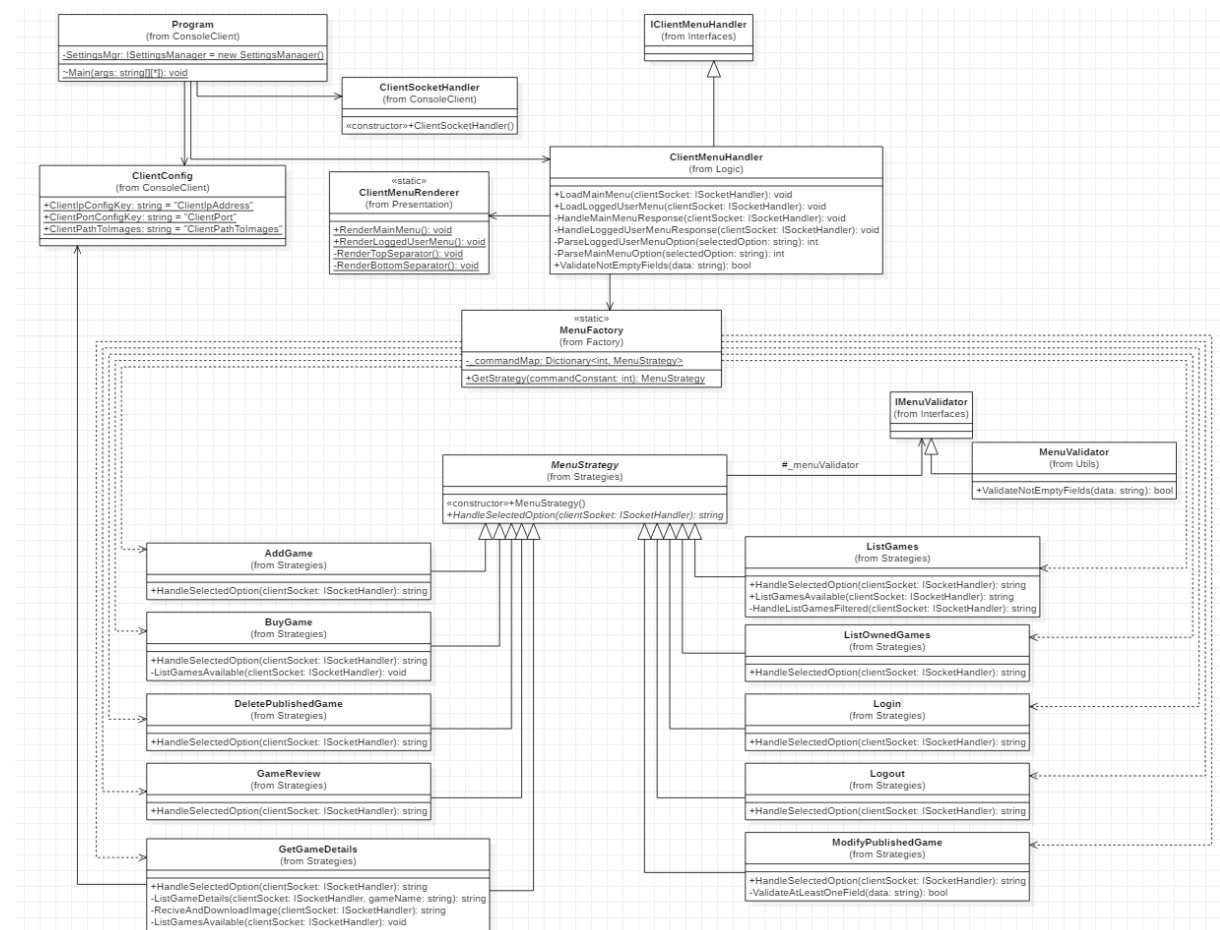 Program
(from ConsoleClient)
-SettingsMgr: ISettingsManager = new SettingsManager()
~Main(args: string[][*]): void
IClientMenuHandler
(from Interfaces)
ClientSocketHandler
(from ConsoleClient)
«constructor»+ClientSocketHandler()
ClientConfig
(from ConsoleClient)
+ClientIpConfigKey: string = "ClientIpAddress"
+ClientPortConfigKey: string = "ClientPort"
+ClientPathToImages: string = "ClientPathToImages"
«static»
ClientMenuRenderer
(from Presentation)
+RenderMainMenu(): void
+RenderLoggedUserMenu(): void
-RenderTopSeparator(): void
-RenderBottomSeparator(): void
ClientMenuHandler
(from Logic)
+LoadMainMenu(clientSocket: ISocketHandler): void
+LoadLoggedUserMenu(clientSocket: ISocketHandler): void
-HandleMainMenuResponse(clientSocket: ISocketHandler): void
-HandleLoggedUserMenuResponse(clientSocket: ISocketHandler): void
-ParseLoggedUserMenuOption(selectedOption: string): int
-ParseMainMenuOption(selectedOption: string): int
+ValidateNotEmptyFields(data: string): bool
«static»
MenuFactory
(from Factory)
-_commandMap: Dictionary<int, MenuStrategy>
+GetStrategy(commandConstant: int): MenuStrategy
IMenuValidator
(from Interfaces)
MenuValidator
(from Utils)
+ValidateNotEmptyFields(data: string): bool
#_menuValidator
MenuStrategy
(from Strategies)
«constructor»+MenuStrategy()
+HandleSelectedOption(clientSocket: ISocketHandler): string
AddGame
(from Strategies)
+HandleSelectedOption(clientSocket: ISocketHandler): string
BuyGame
(from Strategies)
+HandleSelectedOption(clientSocket: ISocketHandler): string
-ListGamesAvailable(clientSocket: ISocketHandler): void
DeletePublishedGame
(from Strategies)
+HandleSelectedOption(clientSocket: ISocketHandler): string
GameReview
(from Strategies)
+HandleSelectedOption(clientSocket: ISocketHandler): string
GetGameDetails
(from Strategies)
+HandleSelectedOption(clientSocket: ISocketHandler): string
-ListGameDetails(clientSocket: ISocketHandler, gameName: string): string
-ReciveAndDownloadImage(clientSocket: ISocketHandler): string
-ListGamesAvailable(clientSocket: ISocketHandler): void
ListGames
(from Strategies)
+HandleSelectedOption(clientSocket: ISocketHandler): string
+ListGamesAvailable(clientSocket: ISocketHandler): string
-HandleListGamesFiltered(clientSocket: ISocketHandler): string
ListOwnedGames
(from Strategies)
+HandleSelectedOption(clientSocket: ISocketHandler): string
Login
(from Strategies)
+HandleSelectedOption(clientSocket: ISocketHandler): string
Logout
(from Strategies)
+HandleSelectedOption(clientSocket: ISocketHandler): string
ModifyPublishedGame
(from Strategies)
+HandleSelectedOption(clientSocket: ISocketHandler): string
-ValidateAtLeastOneField(data: string): bool